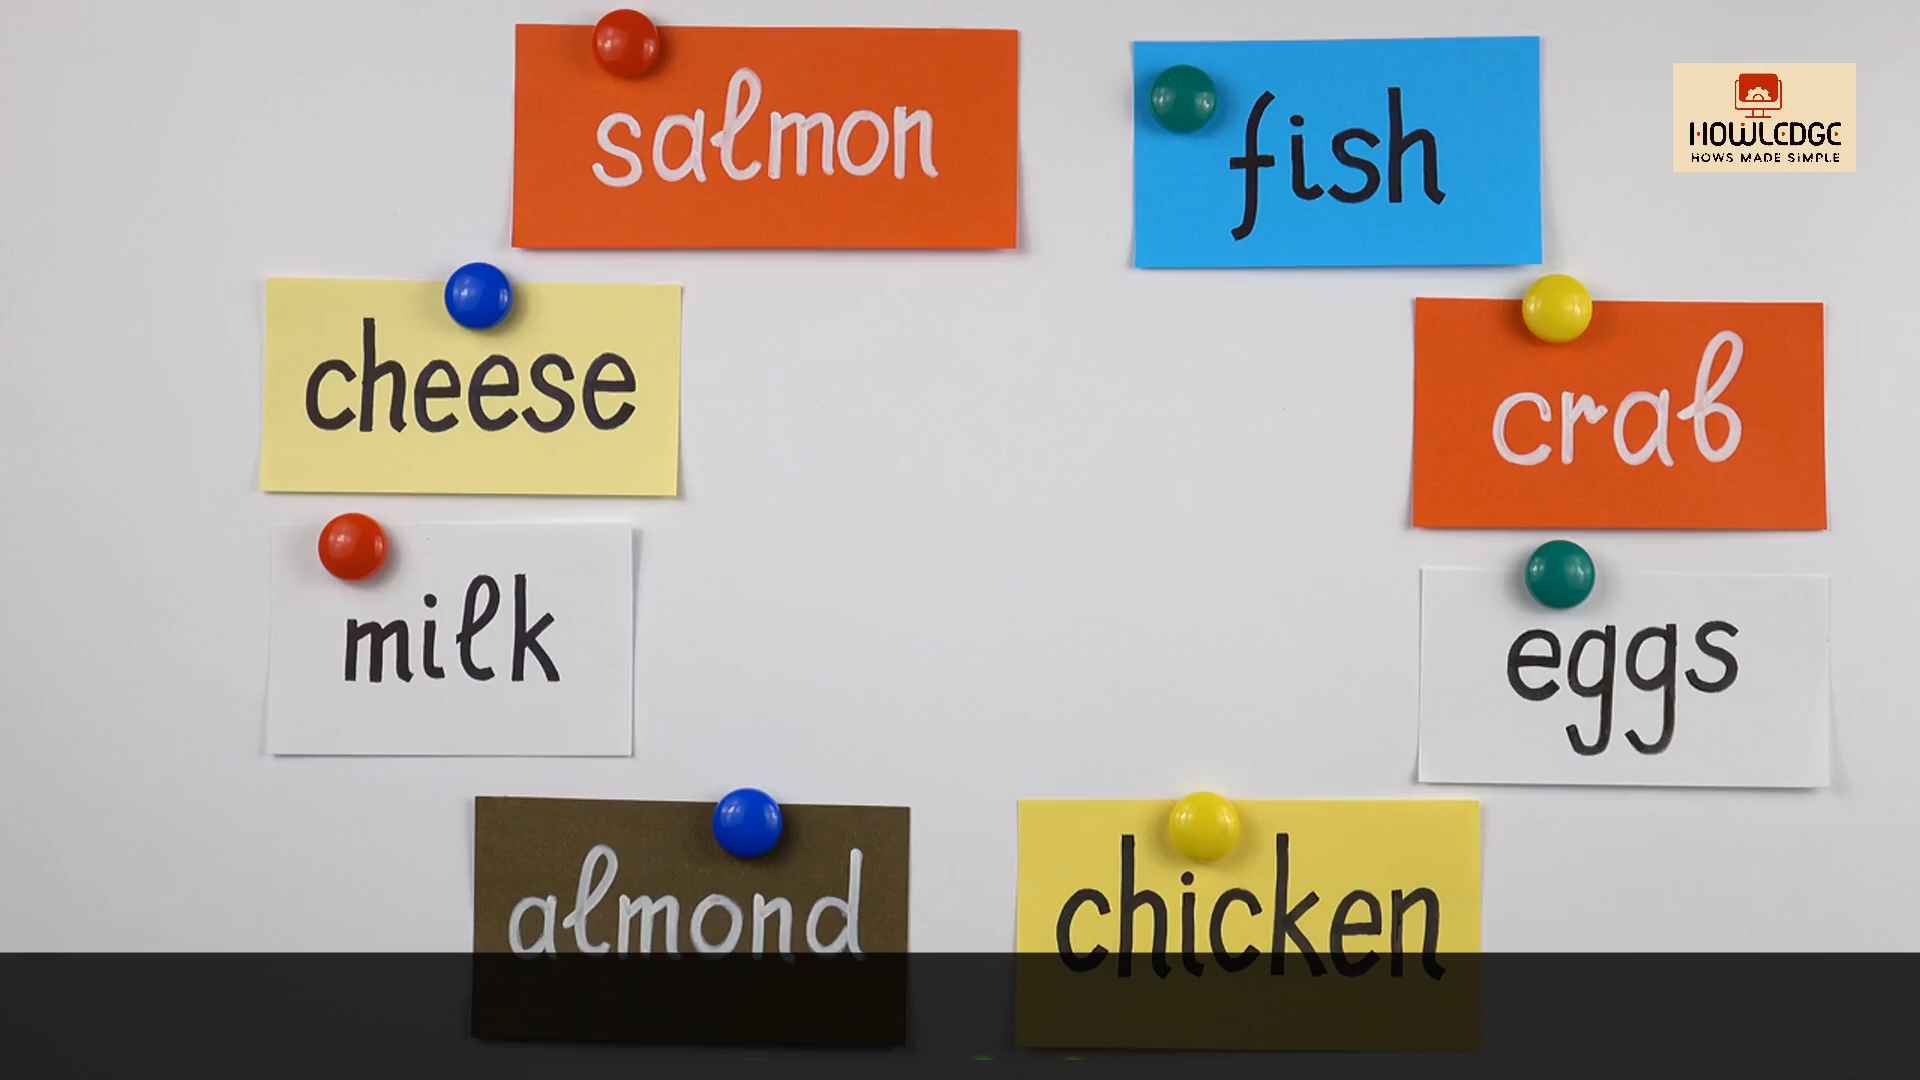 salmon
fish
HOWLEDGE
HOWS MADE SIMPLE
cheese
crab
milk
eggs
almond
chicken